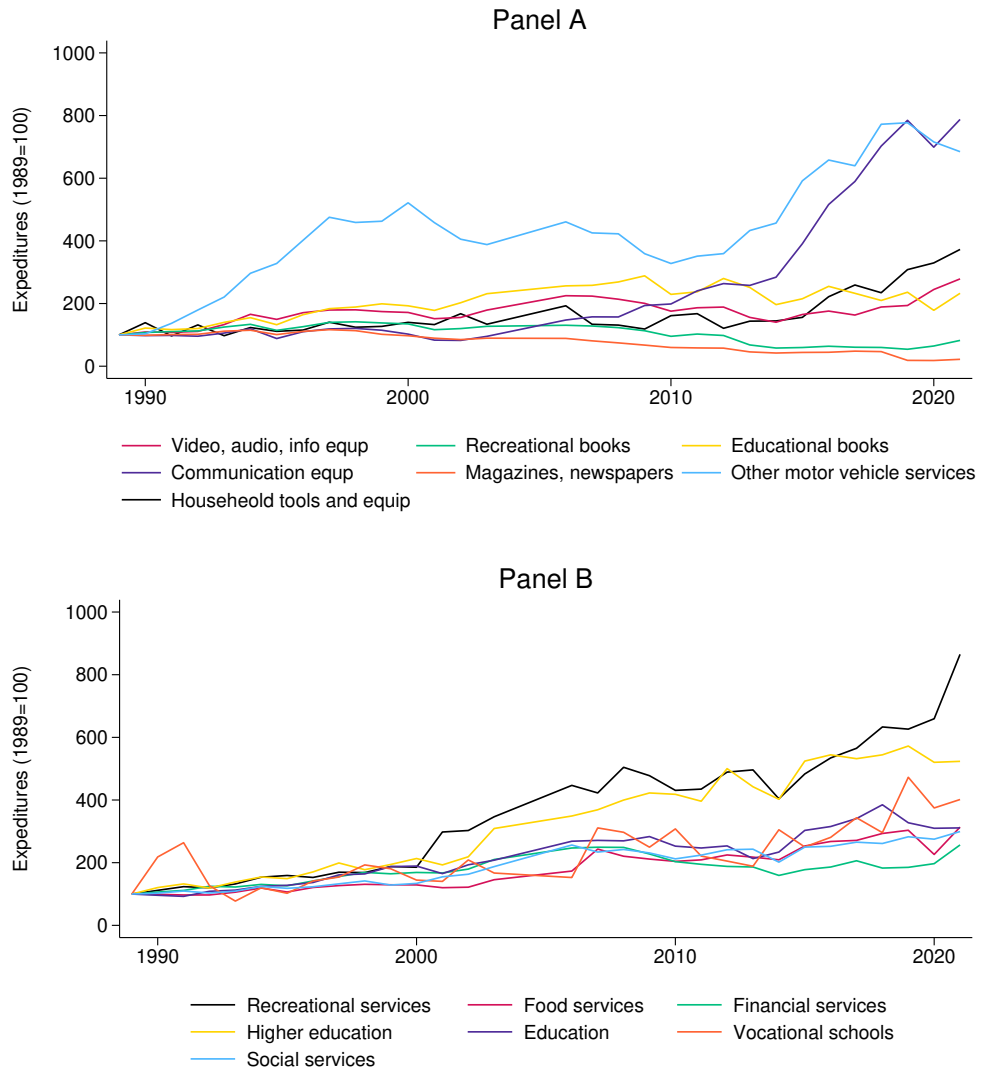 Panel A
Expeditures (1989=100)
1000
800
600
400
200
0
1990 2000 2010 2020
Video, audio, info equp Recreational books Educational books
Communication equp Magazines, newspapers Other motor vehicle services
Househeold tools and equip
Panel B
Expeditures (1989=100)
1000
800
600
400
200
0
1990 2000 2010 2020
Recreational services Food services Financial services
Higher education Education Vocational schools
Social services